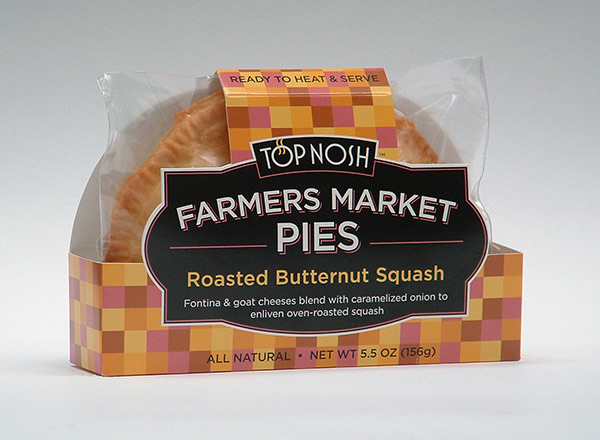 READY TO HEAT & SERVE
TOP NOSH™
FARMERS MARKET
PIES
Roasted Butternut Squash
Fontina & goat cheeses blend with caramelized onion to
enliven oven-roasted squash
ALL NATURAL • NET WT 5.5 OZ (156g)